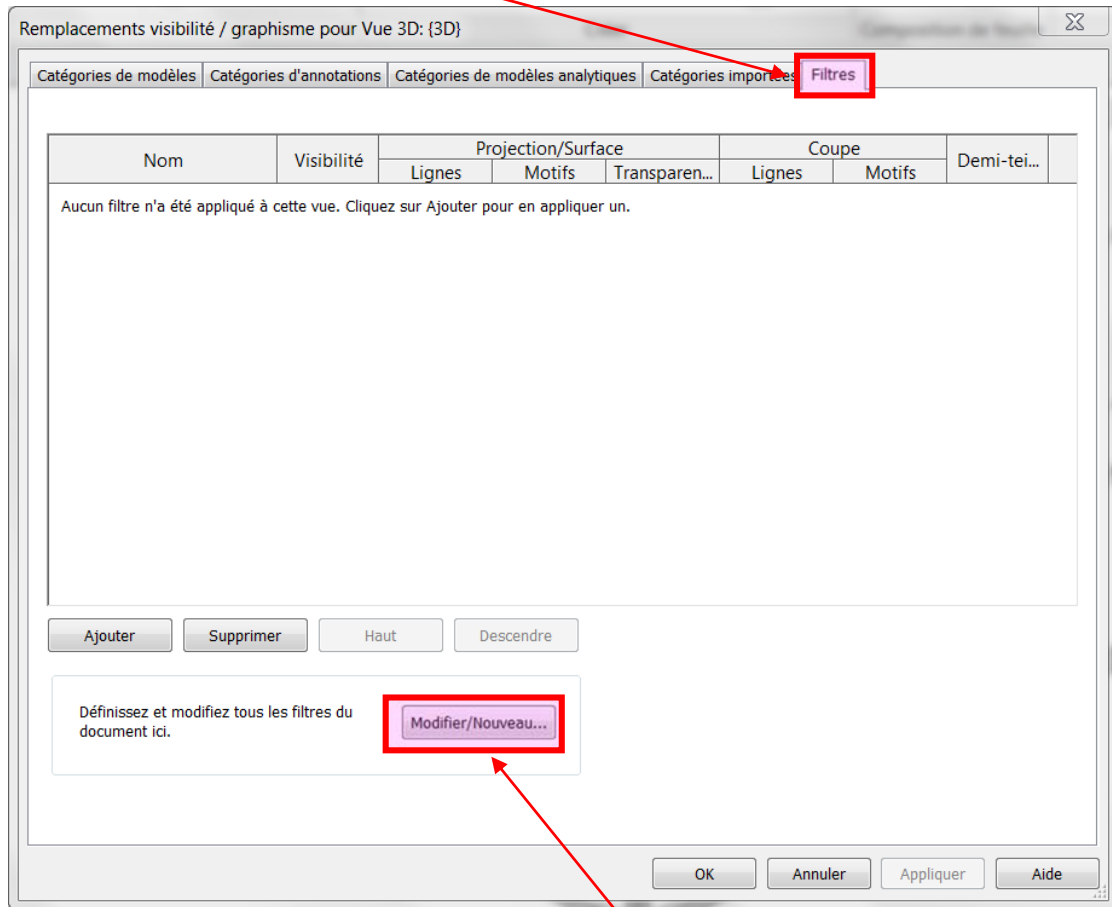 Remplacements visibilité / graphisme pour Vue 3D: {3D}
Catégories de modèles Catégories d'annotations Catégories de modèles analytiques Catégories importées Filtres
Nom Visibilité Projection/Surface Coupe Demi-tei...
Lignes Motifs Transparen... Lignes Motifs
Aucun filtre n'a été appliqué à cette vue. Cliquez sur Ajouter pour en appliquer un.
Ajouter Supprimer Haut Descendre
Définissez et modifiez tous les filtres du
document ici.
Modifier/Nouveau...
OK Annuler Appliquer Aide